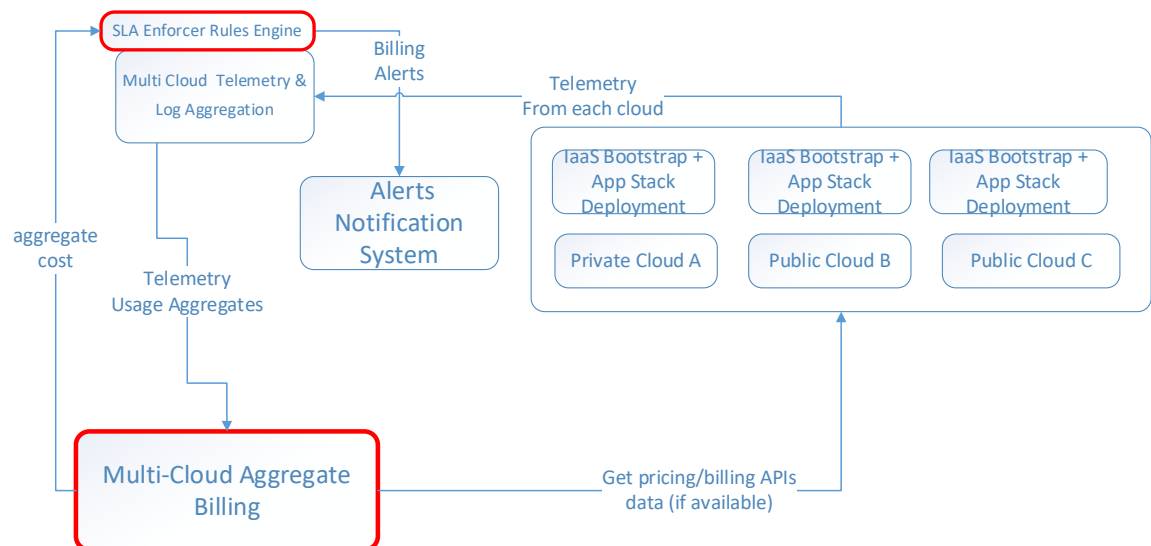 SLA Enforcer Rules Engine
Multi Cloud Telemetry &
Log Aggregation
Billing
Alerts
Telemetry
From each cloud
Alerts
Notification
System
IaaS Bootstrap +
App Stack
Deployment
IaaS Bootstrap +
App Stack
Deployment
IaaS Bootstrap +
App Stack
Deployment
Private Cloud A
Public Cloud B
Public Cloud C
aggregate
cost
Telemetry
Usage Aggregates
Multi-Cloud Aggregate
Billing
Get pricing/billing APIs
data (if available)